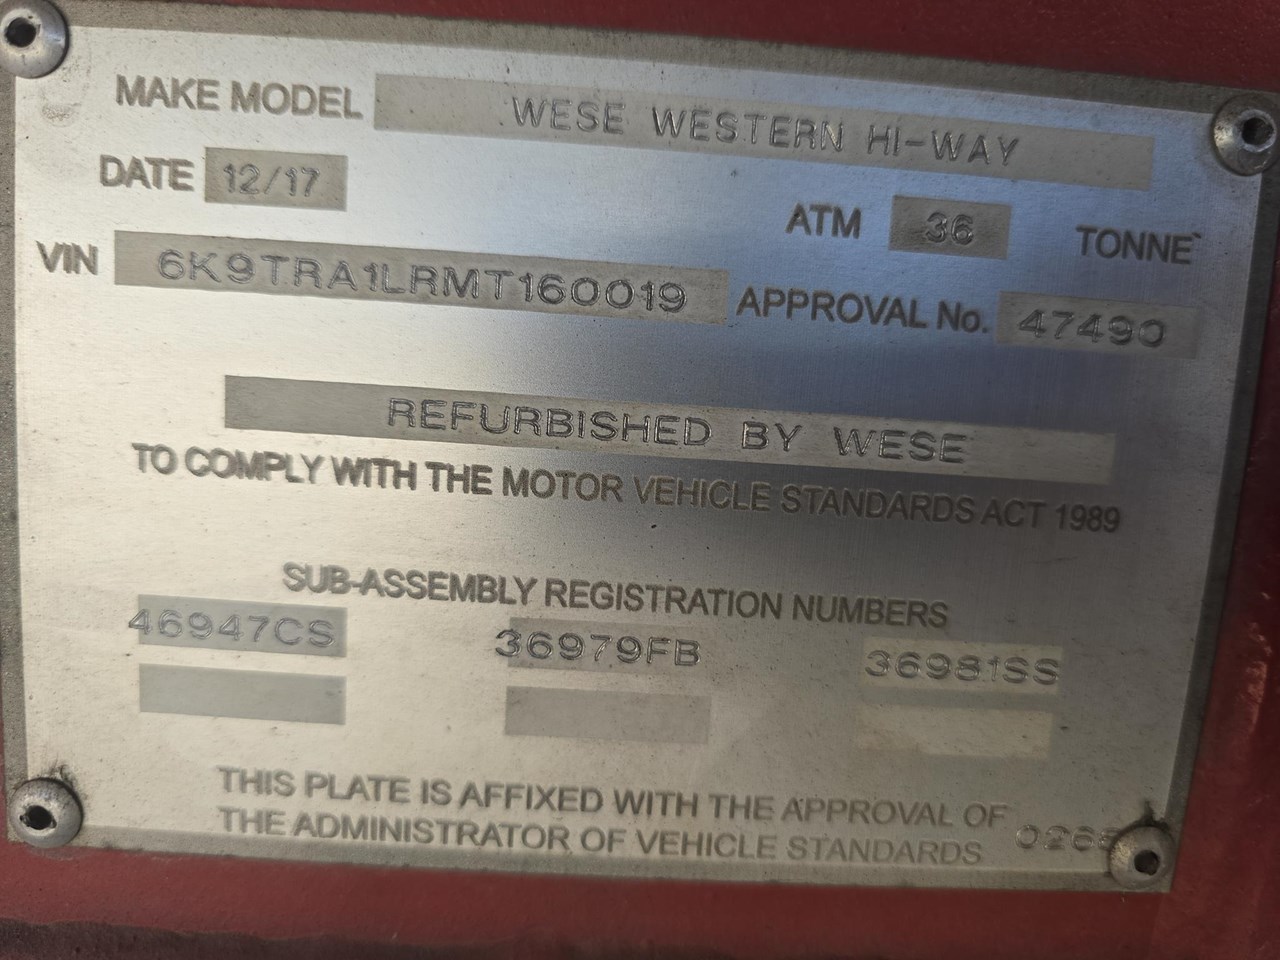 MAKE MODEL WESE WESTERN HI-WAY
DATE 12/17
ATM 36 TONNE
VIN 6K9TRA1LRMT160019 APPROVAL No. 47490
REFURBISHED BY WESE
TO COMPLY WITH THE MOTOR VEHICLE STANDARDS ACT 1989
SUB-ASSEMBLY REGISTRATION NUMBERS
46947CS 36979FB 36981SS
THIS PLATE IS AFFIXED WITH THE APPROVAL OF
THE ADMINISTRATOR OF VEHICLE STANDARDS